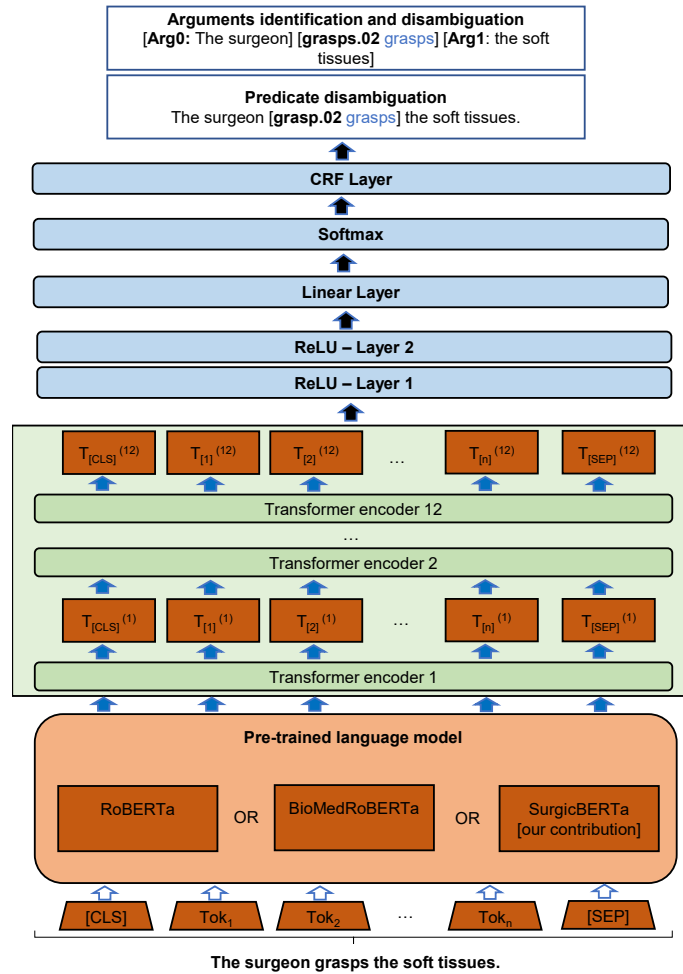 Arguments identification and disambiguation
[Arg0: The surgeon] [grasps.02 grasps] [Arg1: the soft
tissues]
Predicate disambiguation
The surgeon [grasp.02 grasps] the soft tissues.
CRF Layer
Softmax
Linear Layer
ReLU – Layer 2
ReLU – Layer 1
T[CLS](12) T[1](12) T[2](12) ... T[n](12) T[SEP](12)
Transformer encoder 12
...
Transformer encoder 2
T[CLS](1) T[1](1) T[2](1) ... T[n](1) T[SEP](1)
Transformer encoder 1
Pre-trained language model
RoBERTa OR BioMedRoBERTa OR SurgicBERTa
[our contribution]
[CLS] Tok1 Tok2 ... Tokn [SEP]
The surgeon grasps the soft tissues.